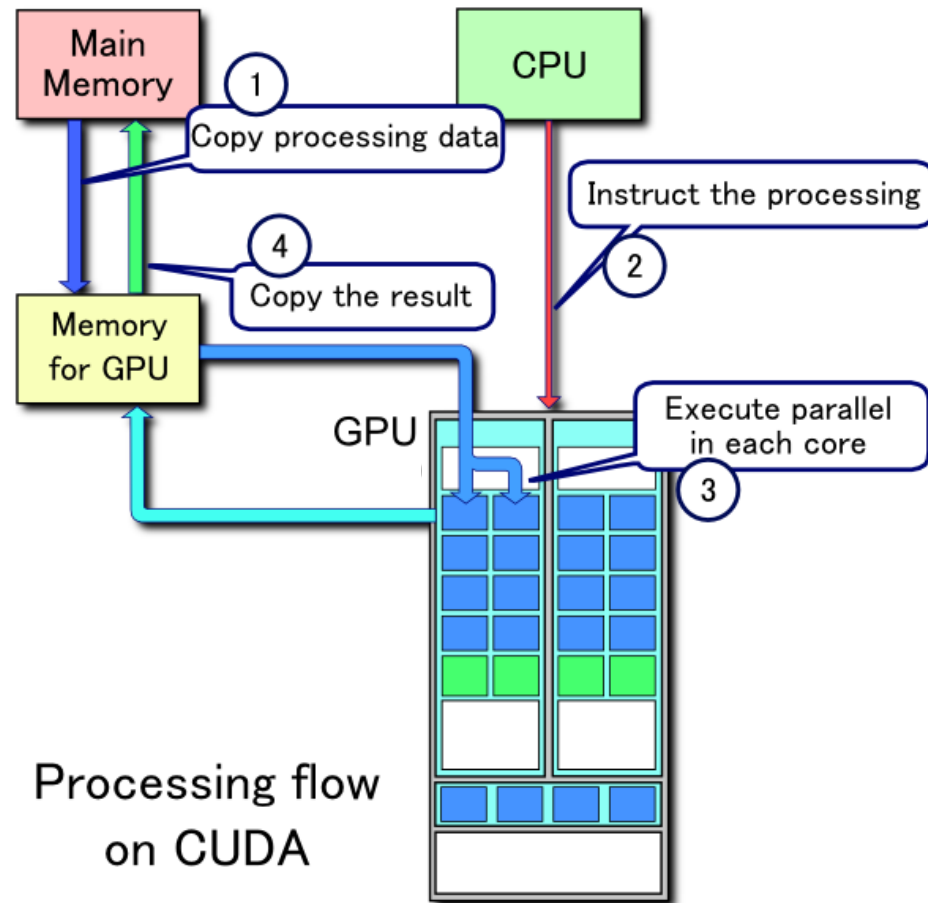 Main
Memory
CPU
1
Copy processing data
Instruct the processing
2
4
Copy the result
Memory
for GPU
GPU
Execute parallel
in each core
3
Processing flow
on CUDA